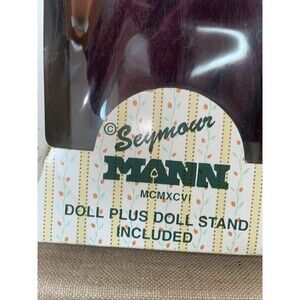 © Seymour
MANN
MCMXCVI
DOLL PLUS DOLL STAND
INCLUDED